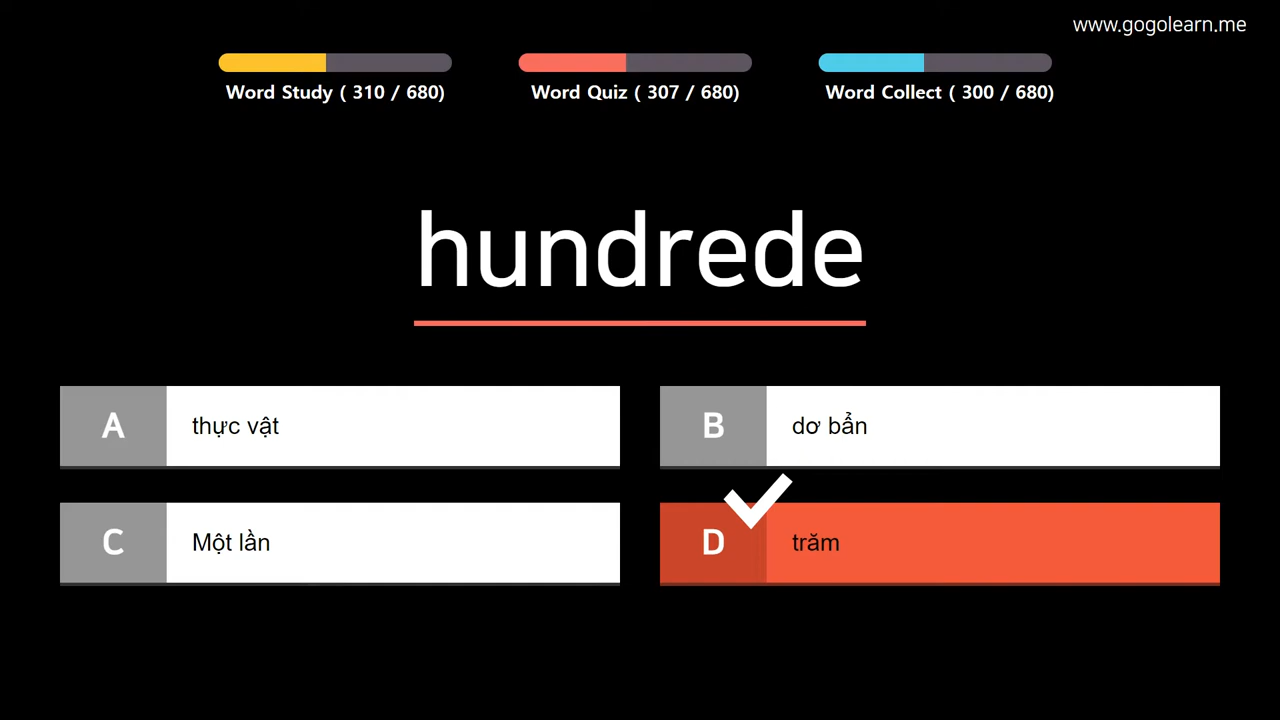 www.gogolearn.me
Word Study ( 310 / 680)
Word Quiz ( 307 / 680)
Word Collect ( 300 / 680)
hundrede
A thực vật
B dơ bẩn
C Một lần
D trăm